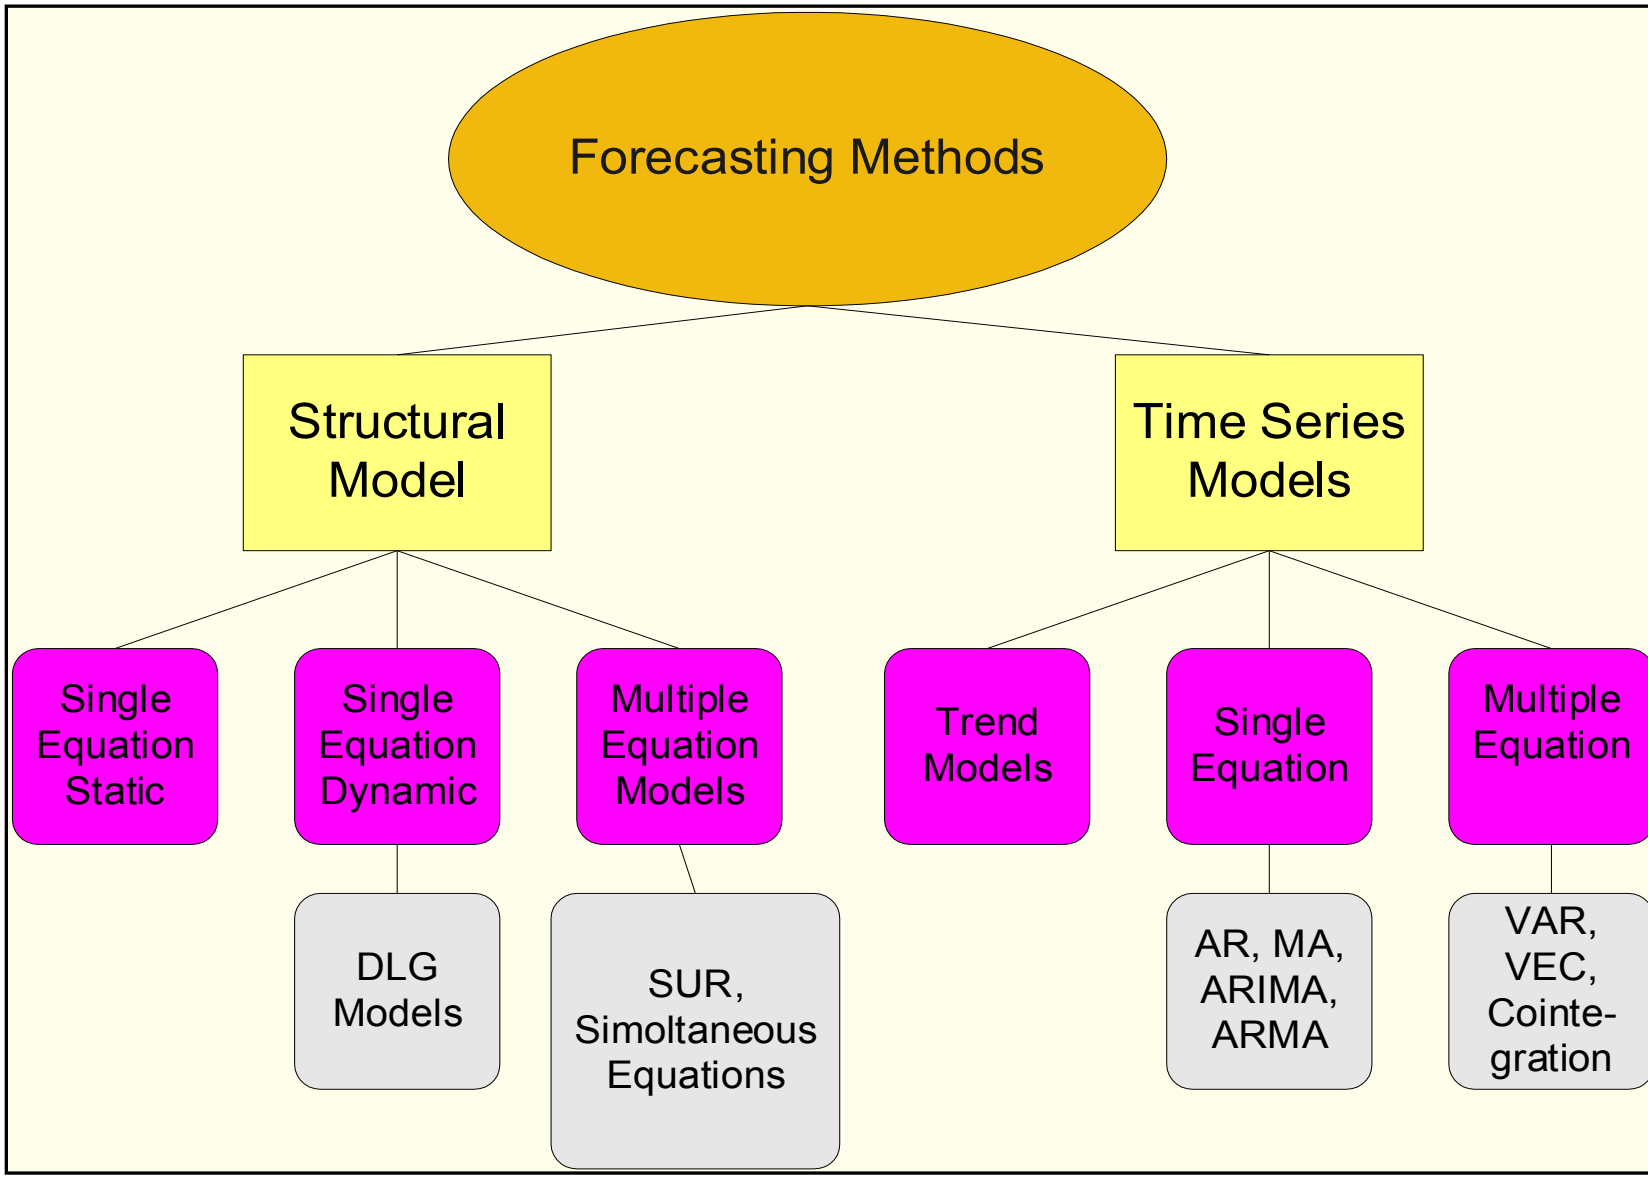 Forecasting Methods
Structural
Model
Time Series
Models
Single
Equation
Static
Single
Equation
Dynamic
Multiple
Equation
Models
Trend
Models
Single
Equation
Multiple
Equation
DLG
Models
SUR,
Simoltaneous
Equations
AR, MA,
ARIMA,
ARMA
VAR,
VEC,
Cointe-
gration